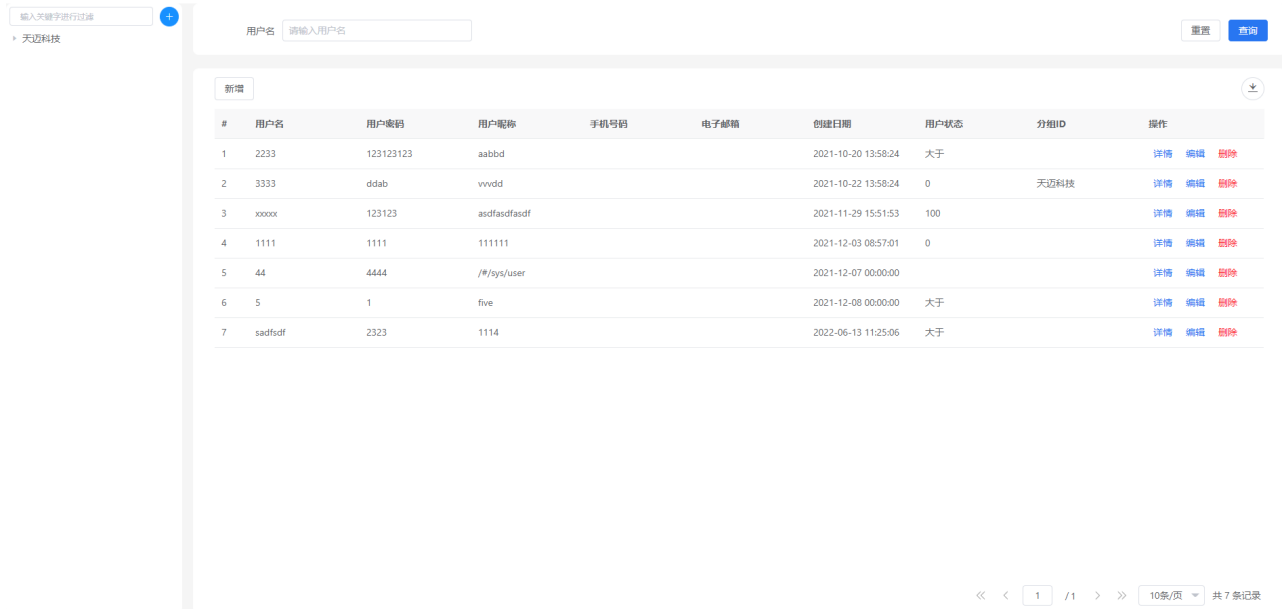 输入关键字进行过滤
天迈科技
用户名 请输入用户名 重置 查询
新增
# 用户名 用户密码 用户昵称 手机号码 电子邮箱 创建日期 用户状态 分组ID 操作
1 2233 123123123 aabbd 2021-10-20 13:58:24 大于 详情 编辑 删除
2 3333 ddab vvvdd 2021-10-22 13:58:24 0 天迈科技 详情 编辑 删除
3 xxxxx 123123 asdfasdfasdf 2021-11-29 15:51:53 100 详情 编辑 删除
4 1111 1111 111111 2021-12-03 08:57:01 0 详情 编辑 删除
5 44 4444 /#/sys/user 2021-12-07 00:00:00 详情 编辑 删除
6 5 1 five 2021-12-08 00:00:00 大于 详情 编辑 删除
7 sadfsdf 2323 1114 2022-06-13 11:25:06 大于 详情 编辑 删除
1 /1 10条/页 共 7 条记录